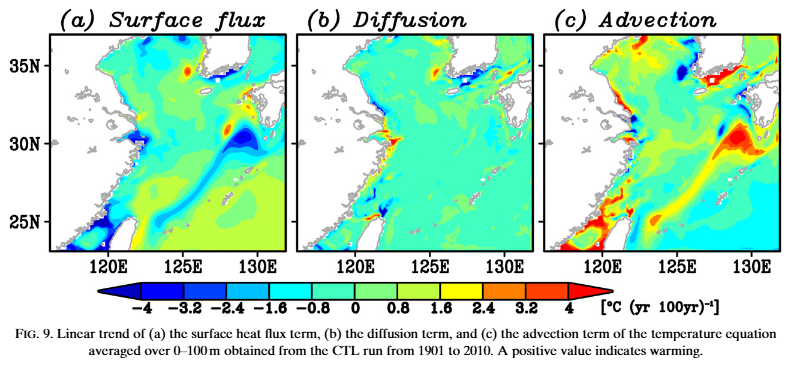 (a) Surface flux (b) Diffusion (c) Advection
35N
30N
25N
120E 125E 130E 120E 125E 130E 120E 125E 130E
-4 -3.2 -2.4 -1.6 -0.8 0 0.8 1.6 2.4 3.2 4 [°C (yr 100yr)⁻¹]
FIG. 9. Linear trend of (a) the surface heat flux term, (b) the diffusion term, and (c) the advection term of the temperature equation
averaged over 0–100 m obtained from the CTL run from 1901 to 2010. A positive value indicates warming.